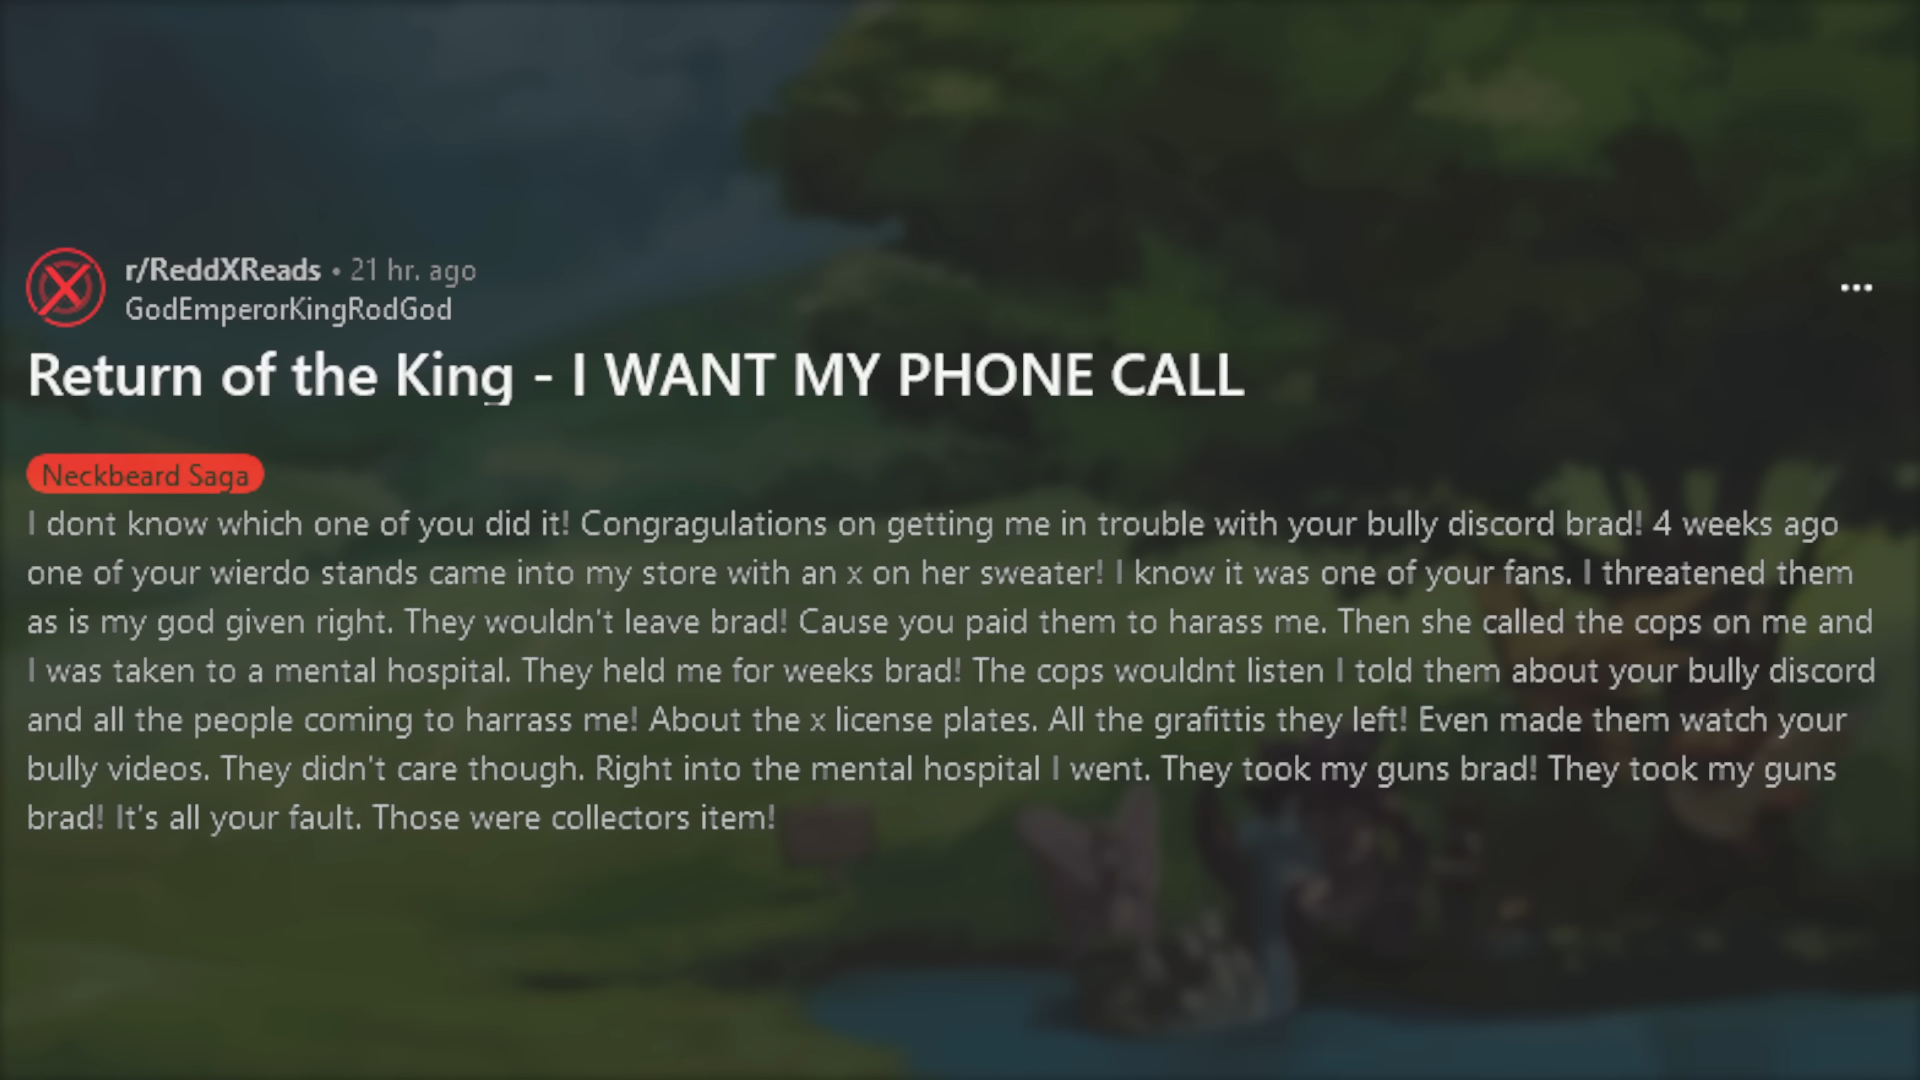 r/ReddXReads • 21 hr. ago
GodEmperorKingRodGod
Return of the King - I WANT MY PHONE CALL
Neckbeard Saga
I dont know which one of you did it! Congragulations on getting me in trouble with your bully discord brad! 4 weeks ago
one of your wierdo stands came into my store with an x on her sweater! I know it was one of your fans. I threatened them
as is my god given right. They wouldn't leave brad! Cause you paid them to harass me. Then she called the cops on me and
I was taken to a mental hospital. They held me for weeks brad! The cops wouldnt listen I told them about your bully discord
and all the people coming to harrass me! About the x license plates. All the grafittis they left! Even made them watch your
bully videos. They didn't care though. Right into the mental hospital I went. They took my guns brad! They took my guns
brad! It's all your fault. Those were collectors item!